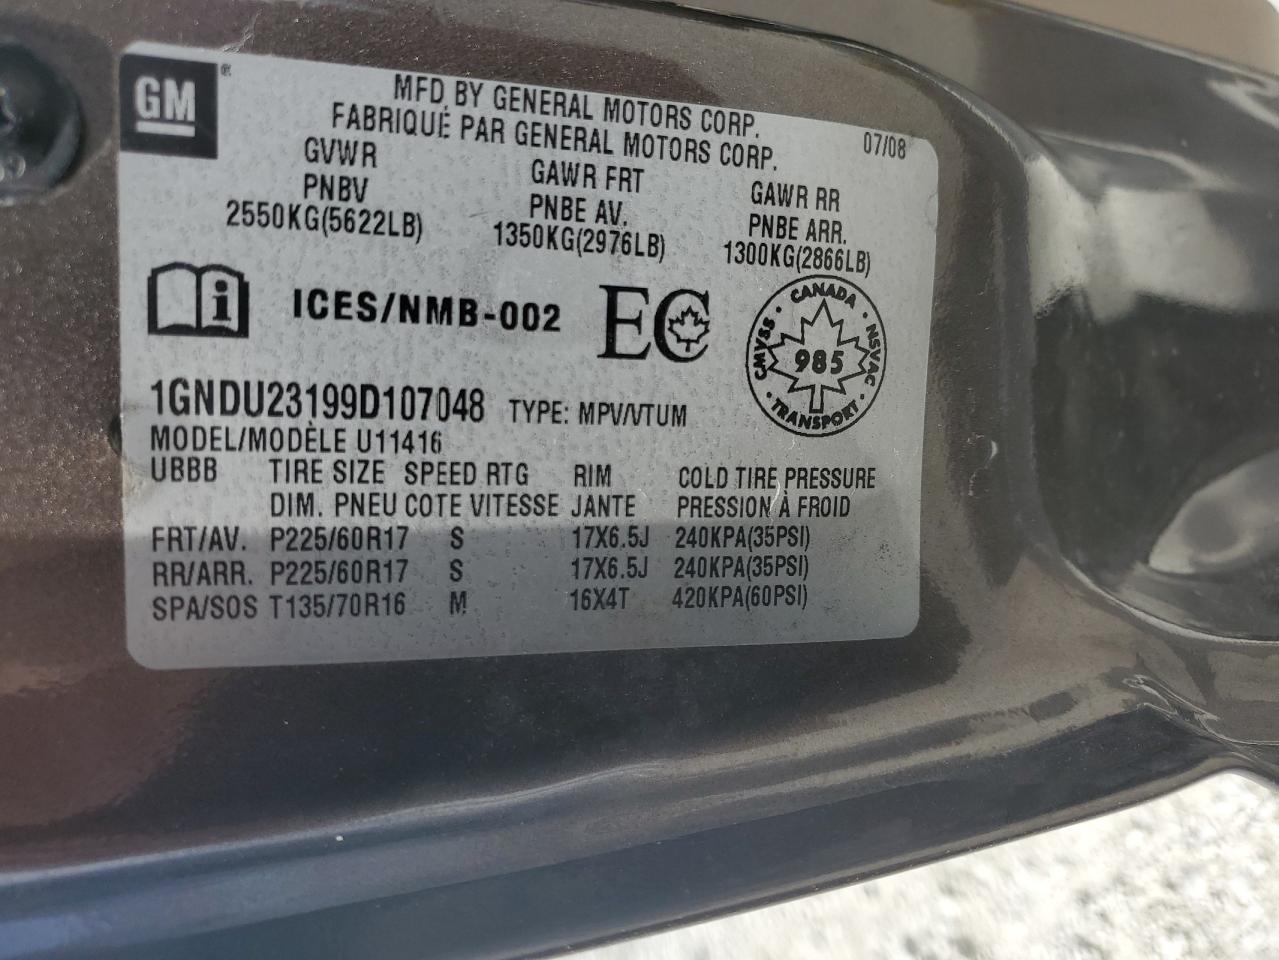 GM
MFD. BY GENERAL MOTORS CORP.
FABRIQUÉ PAR GENERAL MOTORS CORP.
07/08
GVWR GAWR FRT GAWR RR
PNBV PNBE AV. PNBE ARR.
2550KG(5622LB) 1350KG(2976LB) 1300KG(2866LB)
i ICES/NMB-002 EC
CANADA
CMVSS 985 NSVAC
TRANSPORT
1GNDU23199D107048 TYPE: MPV/VTUM
MODEL/MODÈLE U11416
UBBB TIRE SIZE SPEED RTG RIM COLD TIRE PRESSURE
DIM. PNEU COTE VITESSE JANTE PRESSION À FROID
FRT/AV. P225/60R17 S 17X6.5J 240KPA(35PSI)
RR/ARR. P225/60R17 S 17X6.5J 240KPA(35PSI)
SPA/SOS T135/70R16 M 16X4T 420KPA(60PSI)